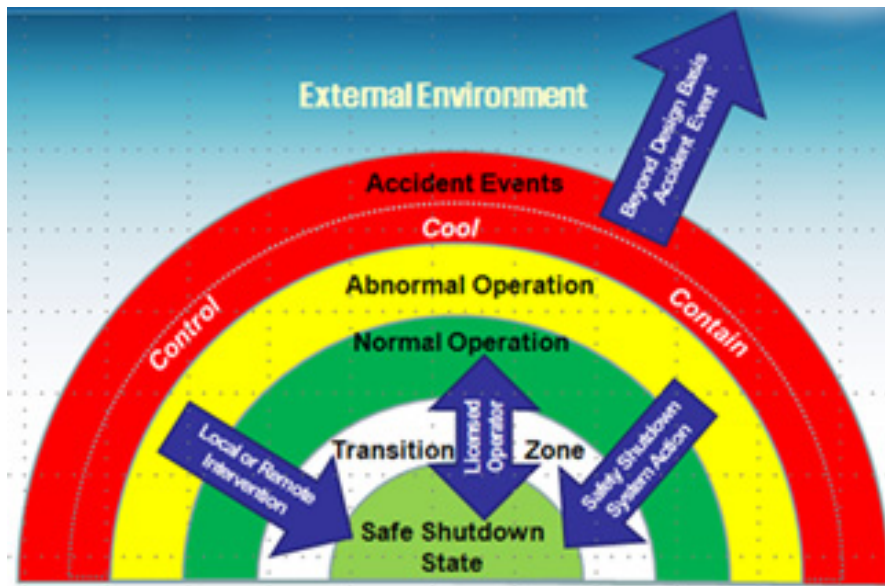 External Environment
Beyond Design Basis
Accident Event
Accident Events
Cool
Control
Contain
Abnormal Operation
Normal Operation
Licensed
Operator
Transition
Zone
Local or Remote
Intervention
Safety Shutdown
System Action
Safe Shutdown
State